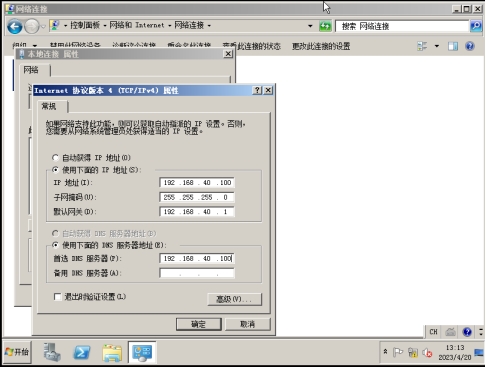 网络连接
控制面板 网络和 Internet 网络连接
搜索 网络连接
组织 禁用此网络设备 诊断这个连接 重命名此连接 查看此连接的状态 更改此连接的设置
本地连接 属性
网络
Internet 协议版本 4 (TCP/IPv4) 属性
常规
如果网络支持此功能，则可以获取自动指派的 IP 设置。否则，
您需要从网络系统管理员处获得适当的 IP 设置。
自动获得 IP 地址(O)
使用下面的 IP 地址(S):
IP 地址(I): 192 .168 . 40 .100
子网掩码(U): 255 .255 .255 . 0
默认网关(D): 192 .168 . 40 . 1
自动获得 DNS 服务器地址(B)
使用下面的 DNS 服务器地址(E):
首选 DNS 服务器(P): 192 .168 . 40 .100
备用 DNS 服务器(A): . . .
退出时验证设置(L)
高级(V)...
确定 取消
CH
开始
13:13
2023/4/20